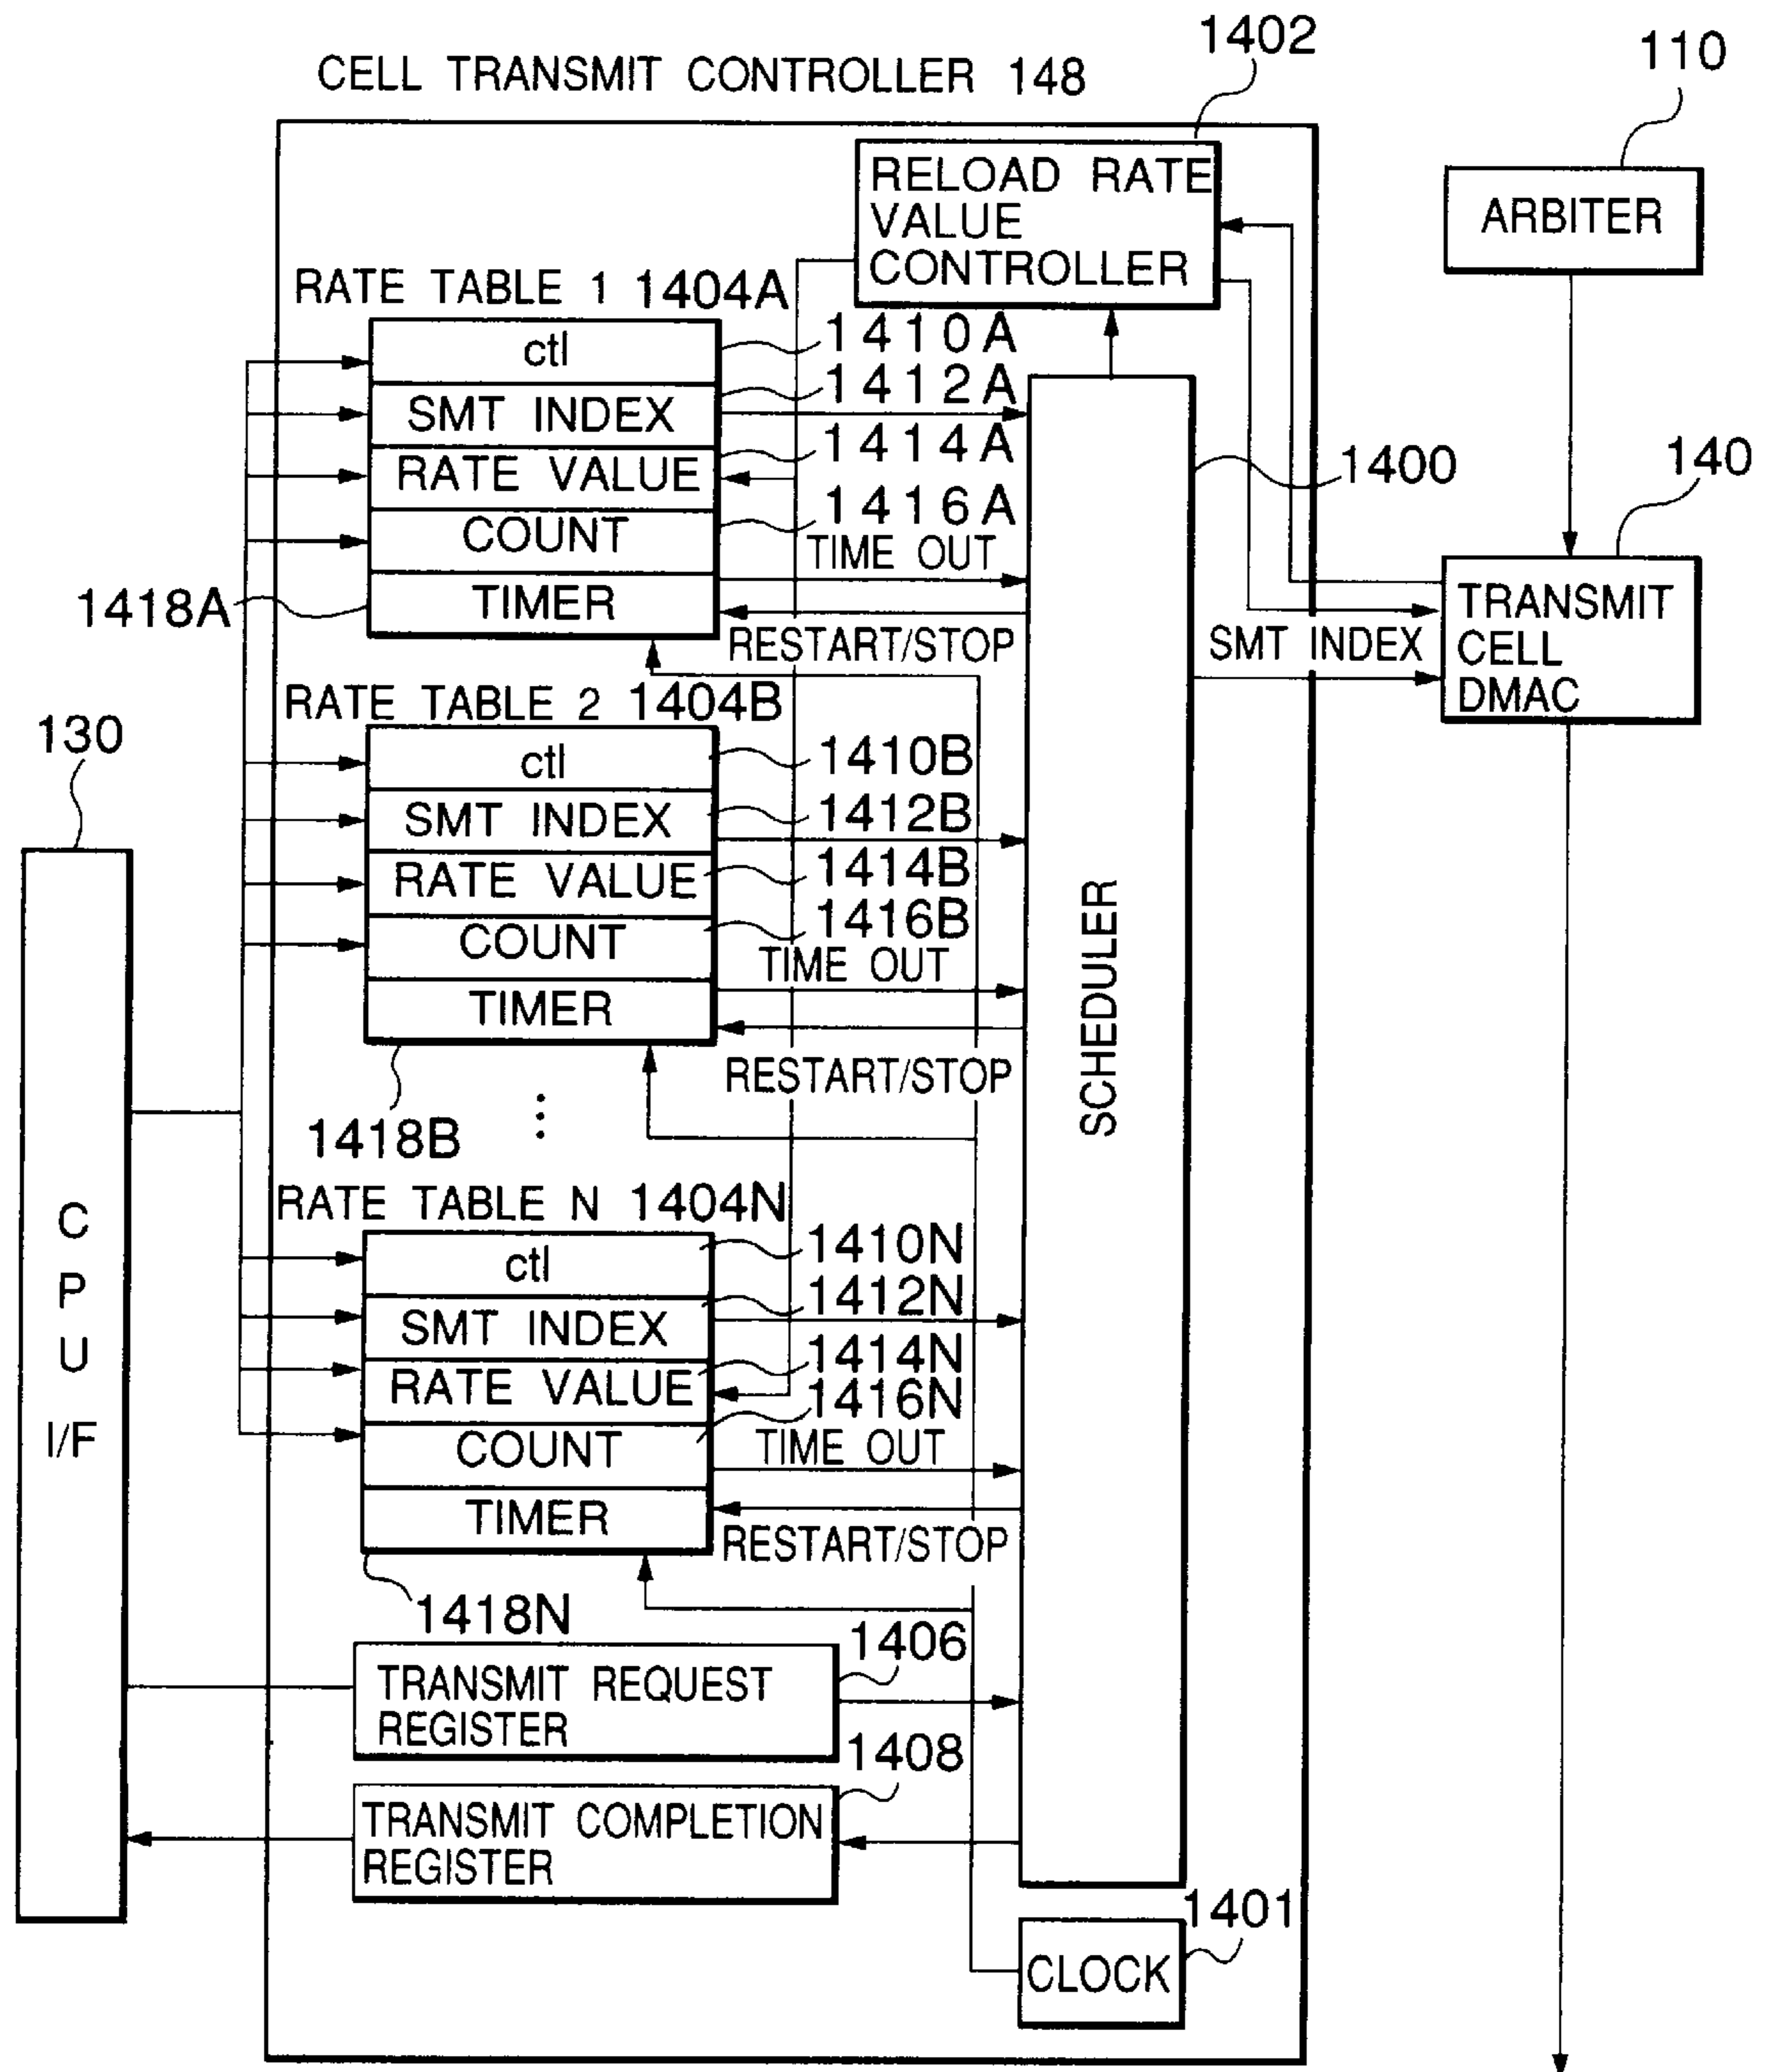 1402
110
CELL TRANSMIT CONTROLLER 148
RELOAD RATE
VALUE
CONTROLLER
ARBITER
RATE TABLE 1 1404A
ctl
1410A
SMT INDEX
1412A
RATE VALUE
1414A
COUNT
1416A
TIME OUT
TIMER
1418A
RESTART/STOP
1400
140
TRANSMIT
CELL
DMAC
SMT INDEX
RATE TABLE 2 1404B
ctl
1410B
SMT INDEX
1412B
RATE VALUE
1414B
COUNT
1416B
TIME OUT
TIMER
RESTART/STOP
1418B
SCHEDULER
130
C
P
U
I/F
RATE TABLE N 1404N
ctl
1410N
SMT INDEX
1412N
RATE VALUE
1414N
COUNT
1416N
TIME OUT
TIMER
RESTART/STOP
1418N
1406
TRANSMIT REQUEST
REGISTER
1408
TRANSMIT COMPLETION
REGISTER
1401
CLOCK